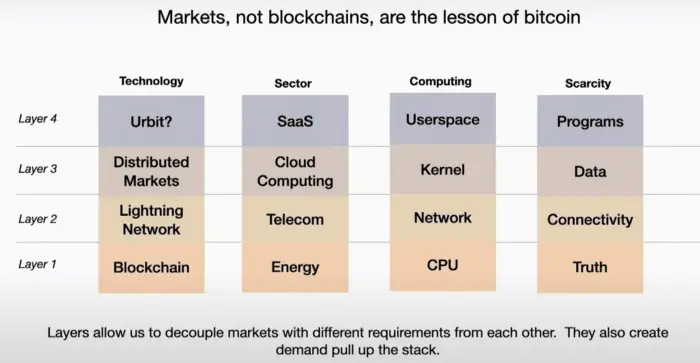 Markets, not blockchains, are the lesson of bitcoin
Technology Sector Computing Scarcity
Layer 4 Urbit? SaaS Userspace Programs
Layer 3 Distributed Markets Cloud Computing Kernel Data
Layer 2 Lightning Network Telecom Network Connectivity
Layer 1 Blockchain Energy CPU Truth
Layers allow us to decouple markets with different requirements from each other. They also create
demand pull up the stack.